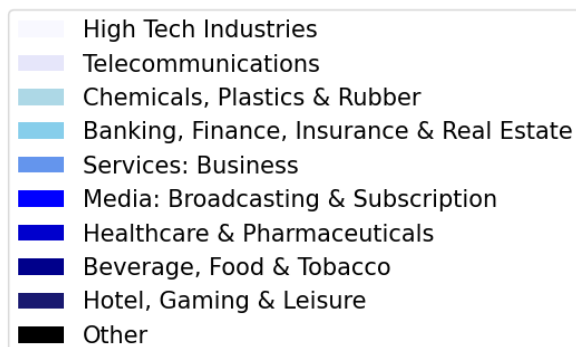 High Tech Industries
Telecommunications
Chemicals, Plastics & Rubber
Banking, Finance, Insurance & Real Estate
Services: Business
Media: Broadcasting & Subscription
Healthcare & Pharmaceuticals
Beverage, Food & Tobacco
Hotel, Gaming & Leisure
Other